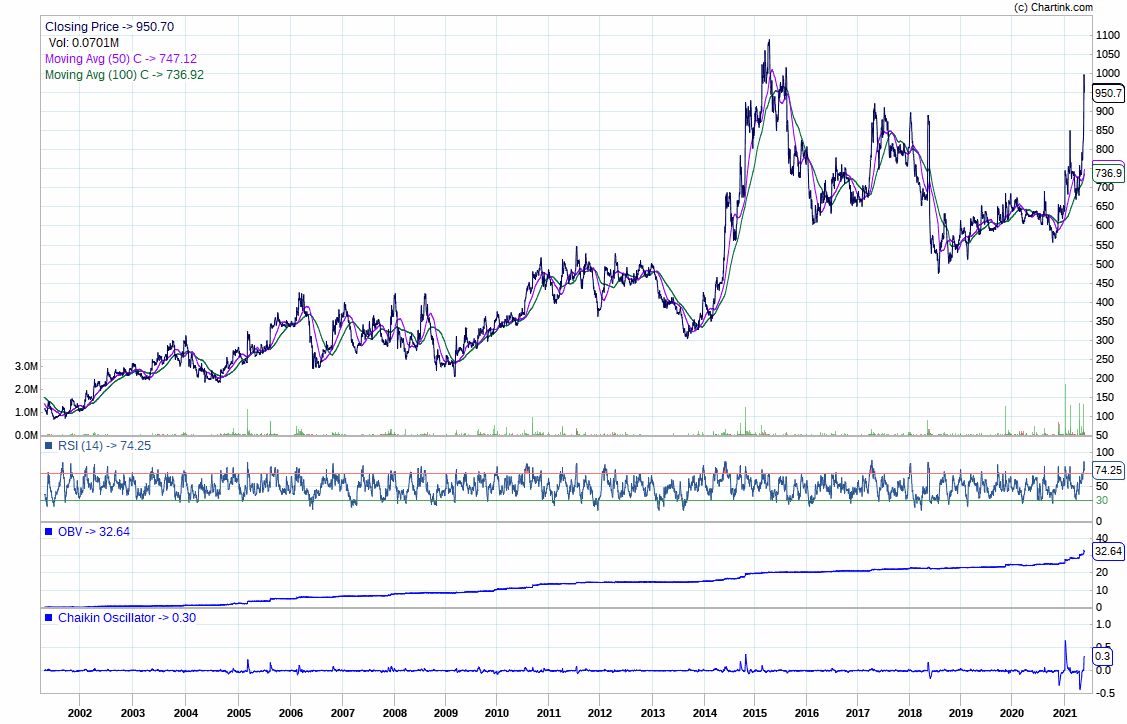 (c) Chartink.com
Closing Price -> 950.70
Vol: 0.0701M
Moving Avg (50) C -> 747.12
Moving Avg (100) C -> 736.92
1100
1050
1000
950.7
900
850
800
736.9
700
650
600
550
500
450
400
350
300
250
200
150
100
50
3.0M
2.0M
1.0M
0.0M
RSI (14) -> 74.25
100
74.25
50
30
0
OBV -> 32.64
40
32.64
20
10
0
Chaikin Oscillator -> 0.30
1.0
0.5
0.3
0.0
-0.5
2002 2003 2004 2005 2006 2007 2008 2009 2010 2011 2012 2013 2014 2015 2016 2017 2018 2019 2020 2021